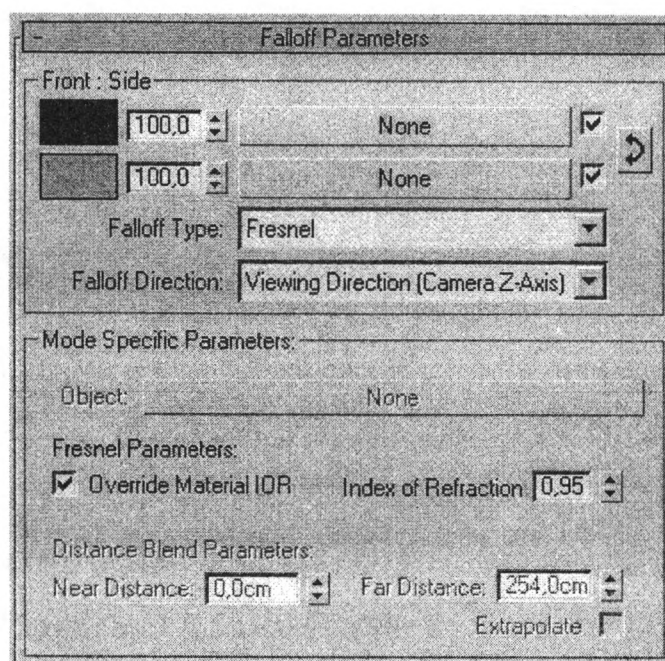 - Falloff Parameters
Front : Side
100,0 None
100,0 None
Falloff Type: Fresnel
Falloff Direction: Viewing Direction (Camera Z-Axis)
Mode Specific Parameters:
Object: None
Fresnel Parameters:
Override Material IOR Index of Refraction 0,95
Distance Blend Parameters:
Near Distance: 0,0cm Far Distance: 254,0cm
Extrapolate